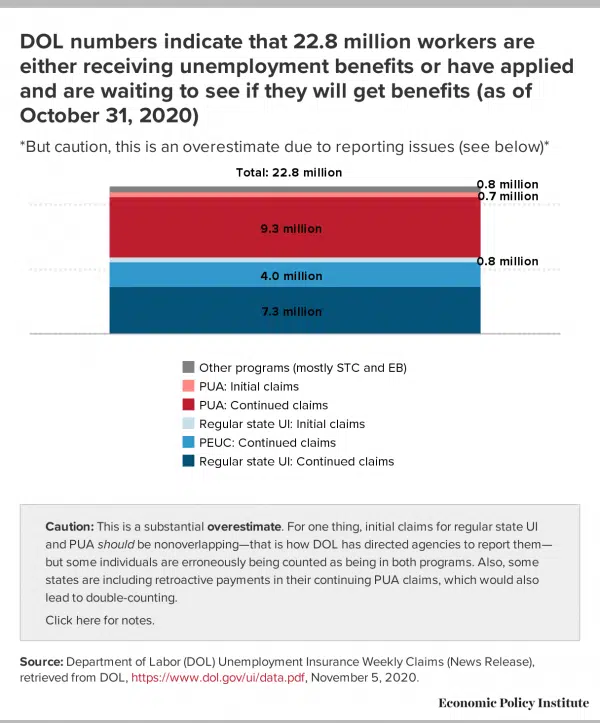 DOL numbers indicate that 22.8 million workers are
either receiving unemployment benefits or have applied
and are waiting to see if they will get benefits (as of
October 31, 2020)
*But caution, this is an overestimate due to reporting issues (see below)*
Total: 22.8 million
0.8 million
0.7 million
9.3 million
0.8 million
4.0 million
7.3 million
Other programs (mostly STC and EB)
PUA: Initial claims
PUA: Continued claims
Regular state UI: Initial claims
PEUC: Continued claims
Regular state UI: Continued claims
Caution: This is a substantial overestimate. For one thing, initial claims for regular state UI
and PUA should be nonoverlapping—that is how DOL has directed agencies to report them—
but some individuals are erroneously being counted as being in both programs. Also, some
states are including retroactive payments in their continuing PUA claims, which would also
lead to double-counting.
Click here for notes.
Source: Department of Labor (DOL) Unemployment Insurance Weekly Claims (News Release),
retrieved from DOL, https://www.dol.gov/ui/data.pdf, November 5, 2020.
Economic Policy Institute